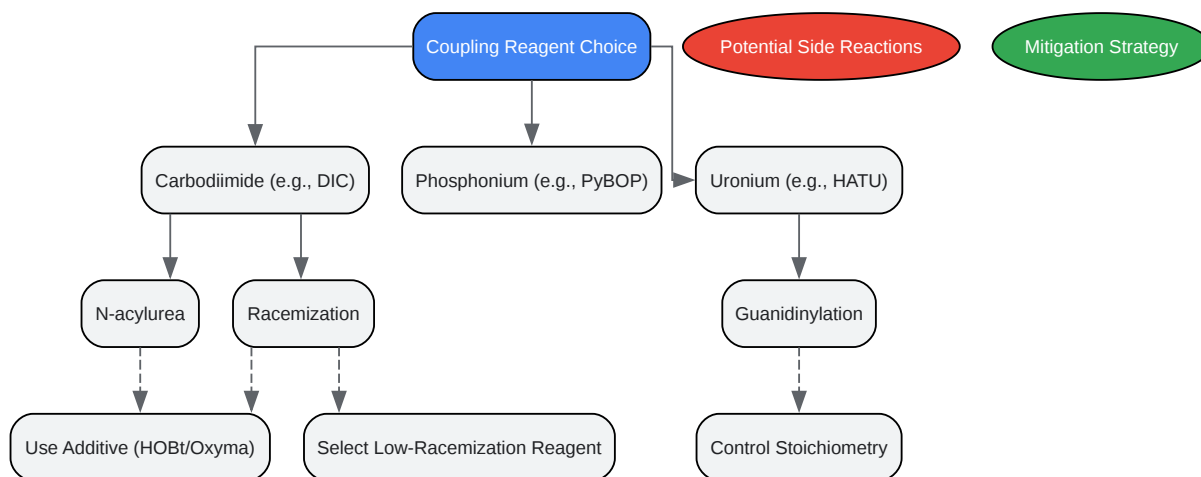 Coupling Reagent Choice
Potential Side Reactions
Mitigation Strategy
Carbodiimide (e.g., DIC)
Phosphonium (e.g., PyBOP)
Uronium (e.g., HATU)
N-acylurea
Racemization
Guanidinylation
Use Additive (HOBt/Oxyma)
Select Low-Racemization Reagent
Control Stoichiometry